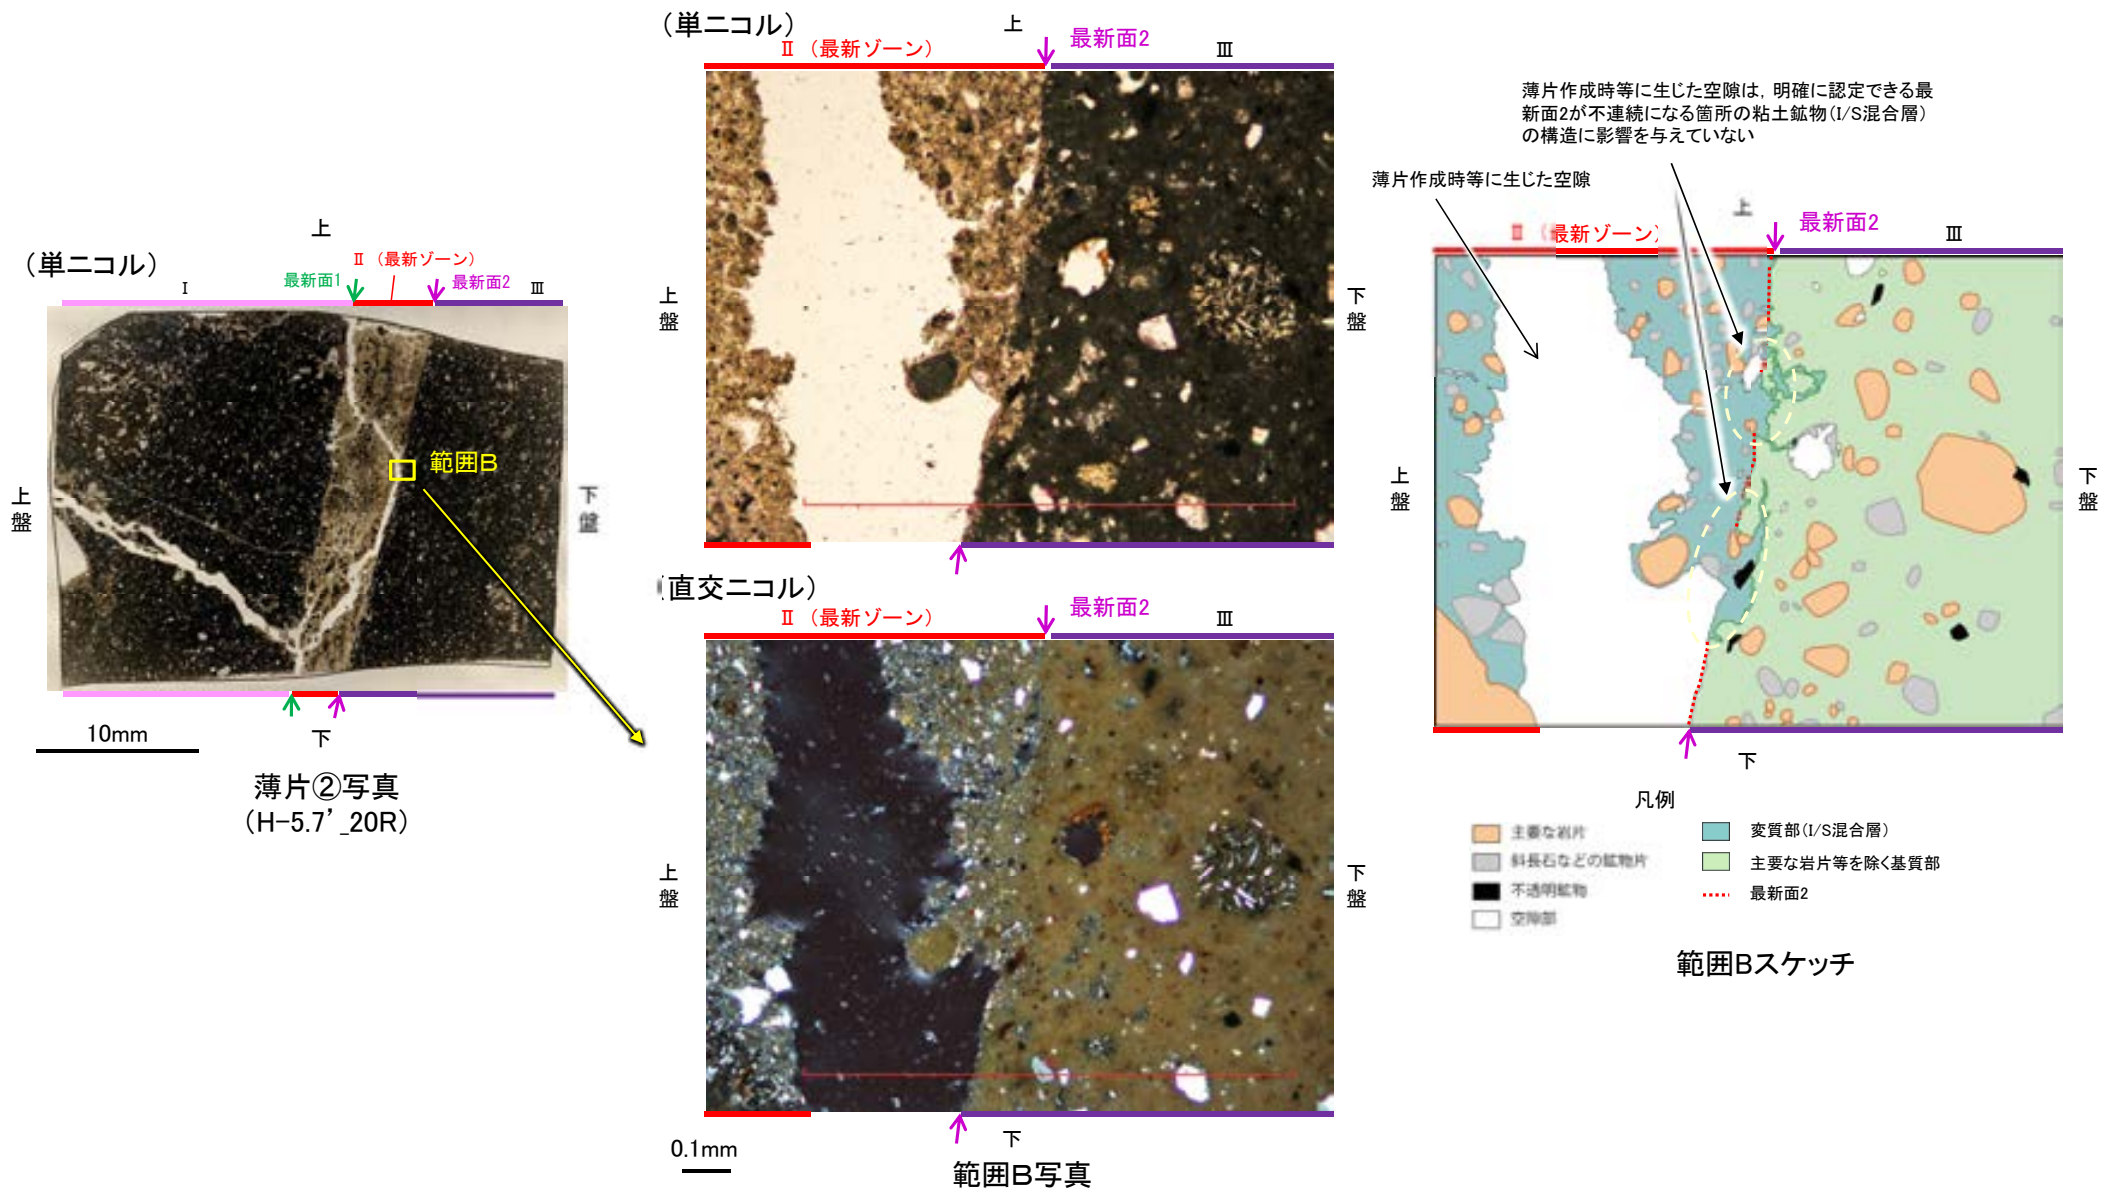 (単ニコル)
上
Ⅱ (最新ゾーン)
最新面2
Ⅲ
上盤
下盤
(直交ニコル)
Ⅱ (最新ゾーン)
最新面2
Ⅲ
上盤
下盤
下
0.1mm
範囲B写真
上
(単ニコル)
Ⅰ
最新面1
Ⅱ (最新ゾーン)
最新面2
Ⅲ
上盤
範囲B
下盤
10mm
下
薄片②写真
(H-5.7’_20R)
薄片作成時等に生じた空隙は,明確に認定できる最
新面2が不連続になる箇所の粘土鉱物(I/S混合層)
の構造に影響を与えていない
薄片作成時等に生じた空隙
上
Ⅱ (最新ゾーン)
最新面2
Ⅲ
上盤
下盤
下
凡例
主要な岩片
斜長石などの鉱物片
不透明鉱物
空隙部
変質部(I/S混合層)
主要な岩片等を除く基質部
最新面2
範囲Bスケッチ